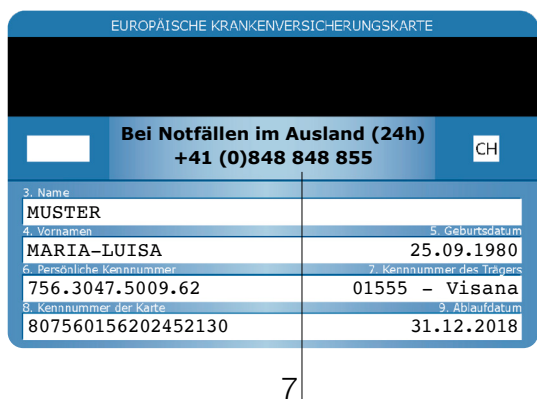 EUROPÄISCHE KRANKENVERSICHERUNGSKARTE
Bei Notfällen im Ausland (24h)
+41 (0)848 848 855
CH
3. Name
MUSTER
4. Vornamen 5. Geburtsdatum
MARIA-LUISA 25.09.1980
6. Persönliche Kennnummer 7. Kennnummer des Trägers
756.3047.5009.62 01555 - Visana
8. Kennnummer der Karte 9. Ablaufdatum
807560156202452130 31.12.2018
7